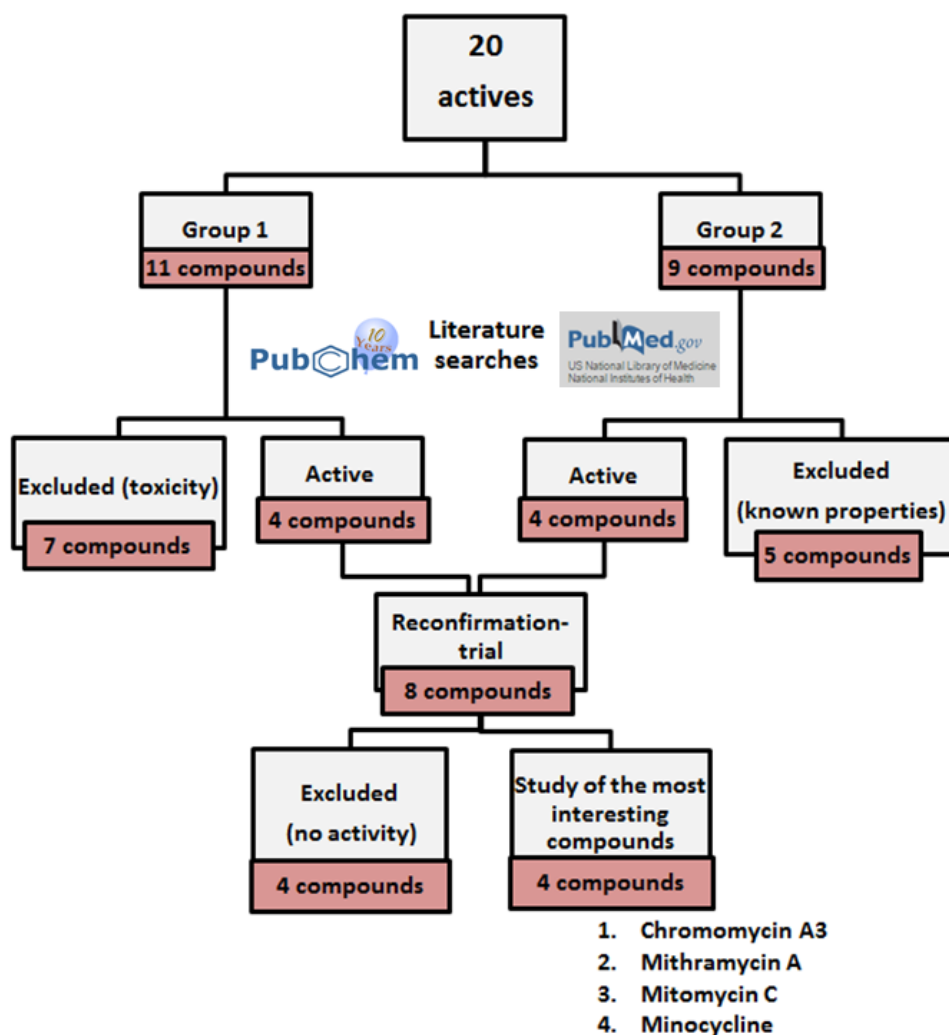 20
actives
Group 1
11 compounds
Group 2
9 compounds
10
Years
PubChem
Literature
searches
PubMed.gov
US National Library of Medicine
National Institutes of Health
Excluded (toxicity)
7 compounds
Active
4 compounds
Active
4 compounds
Excluded
(known properties)
5 compounds
Reconfirmation-
trial
8 compounds
Excluded
(no activity)
4 compounds
Study of the most
interesting
compounds
4 compounds
1. Chromomycin A3
2. Mithramycin A
3. Mitomycin C
4. Minocycline